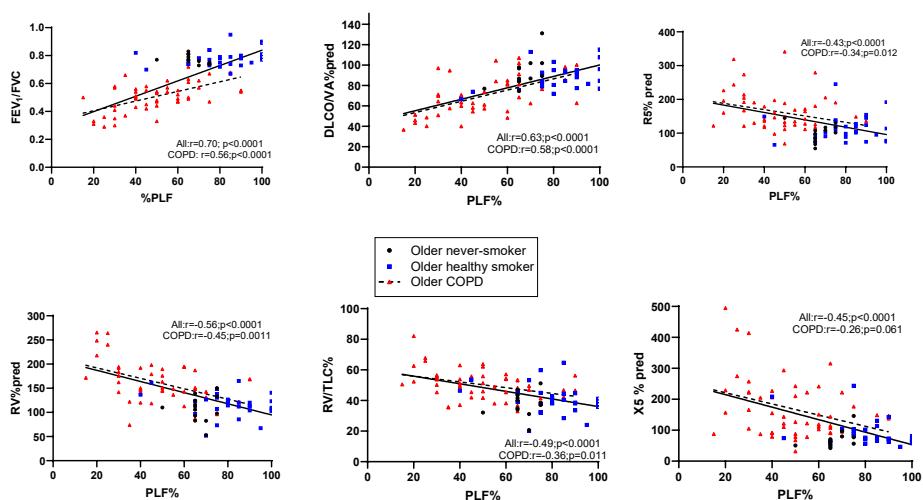 All:r=0.70; p<0.0001
COPD: r=0.56;p<0.0001
FEV1/FVC
1.0
0.8
0.6
0.4
0.2
0.0
0 20 40 60 80 100
%PLF
All:r=0.63;p<0.0001
COPD:r=0.58;p<0.0001
DLCO/VA%pred
140
120
100
80
60
40
20
0
0 20 40 60 80 100
PLF%
All:r=-0.43;p<0.0001
COPD:r=-0.34;p=0.012
R5% pred
400
300
200
150
100
50
0
0 20 40 60 80 100
PLF%
Older never-smoker
Older healthy smoker
Older COPD
All:r=-0.56;p<0.0001
COPD:r=-0.45;p=0.0011
RV%pred
300
250
200
150
100
50
0
0 20 40 60 80 100
PLF%
All:r=-0.49;p<0.0001
COPD:r=-0.36;p=0.011
RV/TLC%
100
80
60
40
20
0
0 20 40 60 80 100
PLF%
All:r=-0.45;p<0.0001
COPD:r=-0.26;p=0.061
X5 % pred
500
400
300
200
100
0
0 10 20 30 40 50 60 70 80 90 100
PLF%